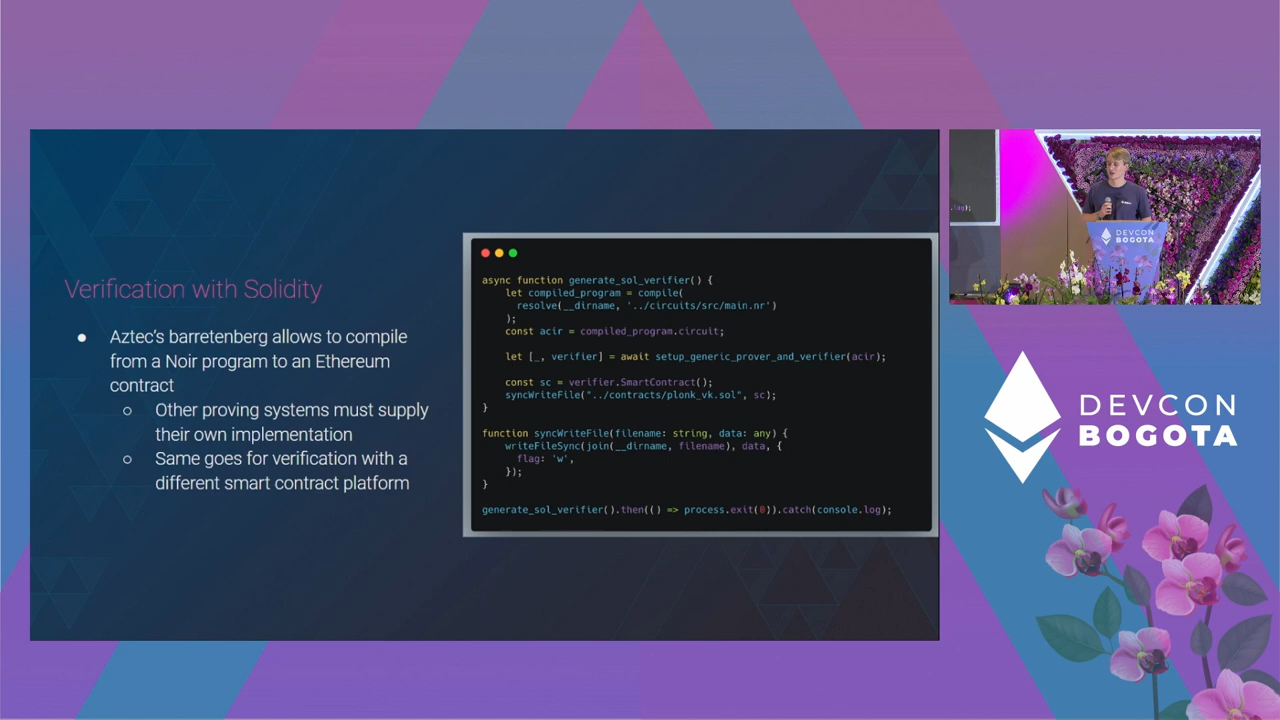 Verification with Solidity
● Aztec's barretenberg allows to compile
from a Noir program to an Ethereum
contract
○ Other proving systems must supply
their own implementation
○ Same goes for verification with a
different smart contract platform
async function generate_sol_verifier() {
let compiled_program = compile(
resolve(__dirname, '../circuits/src/main.nr')
);
const acir = compiled_program.circuit;
let [_, verifier] = await setup_generic_prover_and_verifier(acir);
const sc = verifier.SmartContract();
syncWriteFile("../contracts/plonk_vk.sol", sc);
}
function syncWriteFile(filename: string, data: any) {
writeFileSync(join(__dirname, filename), data, {
flag: 'w',
});
}
generate_sol_verifier().then(() => process.exit(0)).catch(console.log);
.log);
DEVCON
BOGOTA
DEVCON
BOGOTA